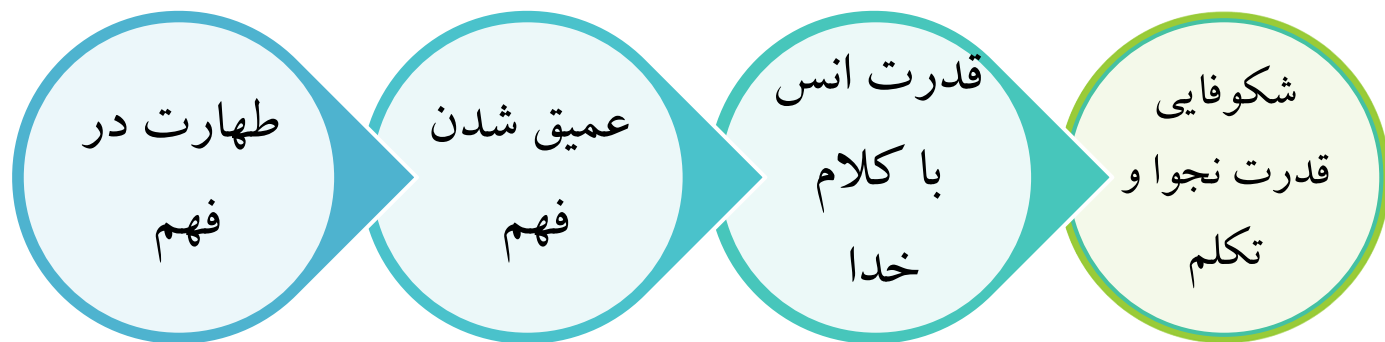 طهارت در
فهم
عمیق شدن
فهم
قدرت انس
با کلام
خدا
شکوفایی
قدرت نجوا و
تکلم